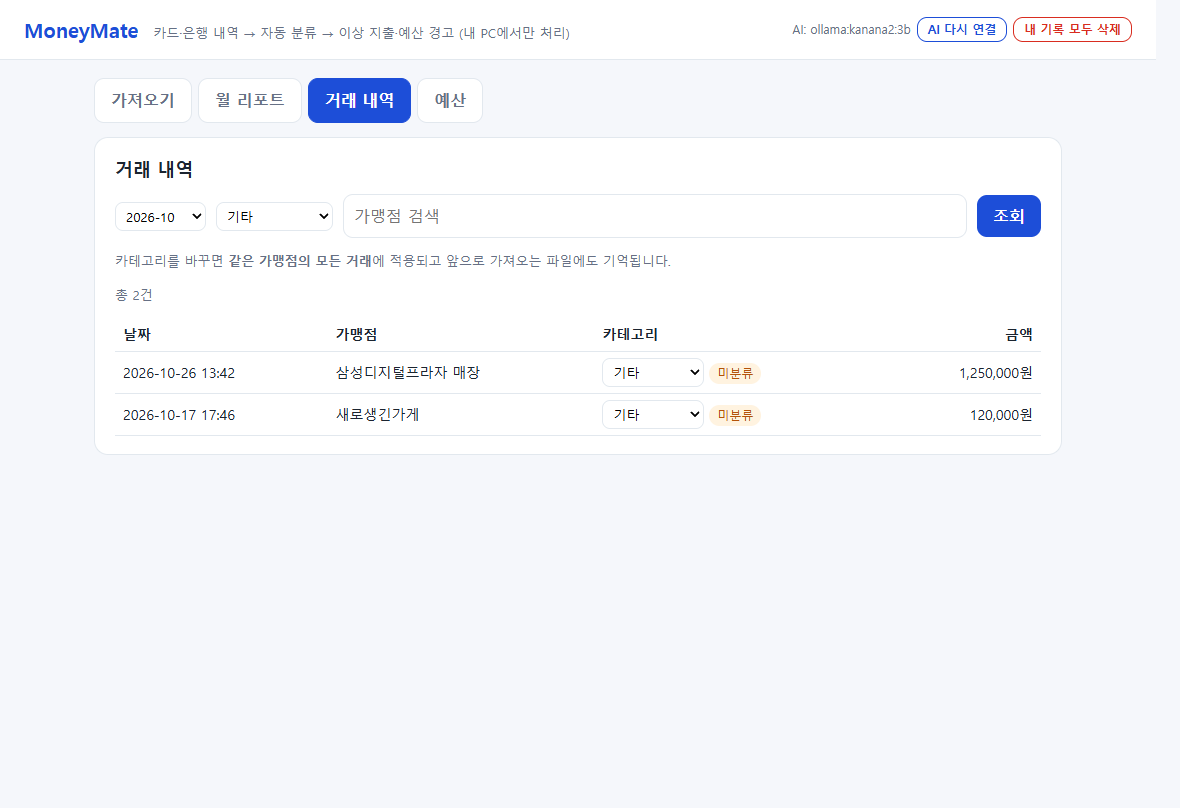 MoneyMate 카드·은행 내역 → 자동 분류 → 이상 지출·예산 경고 (내 PC에서만 처리) AI: ollama:kanana2:3b AI 다시 연결 내 기록 모두 삭제
가져오기 월 리포트 거래 내역 예산
거래 내역
2026-10 기타 가맹점 검색 조회
카테고리를 바꾸면 같은 가맹점의 모든 거래에 적용되고 앞으로 가져오는 파일에도 기억됩니다.
총 2건
날짜 가맹점 카테고리 금액
2026-10-26 13:42 삼성디지털프라자 매장 기타 미분류 1,250,000원
2026-10-17 17:46 새로생긴가게 기타 미분류 120,000원